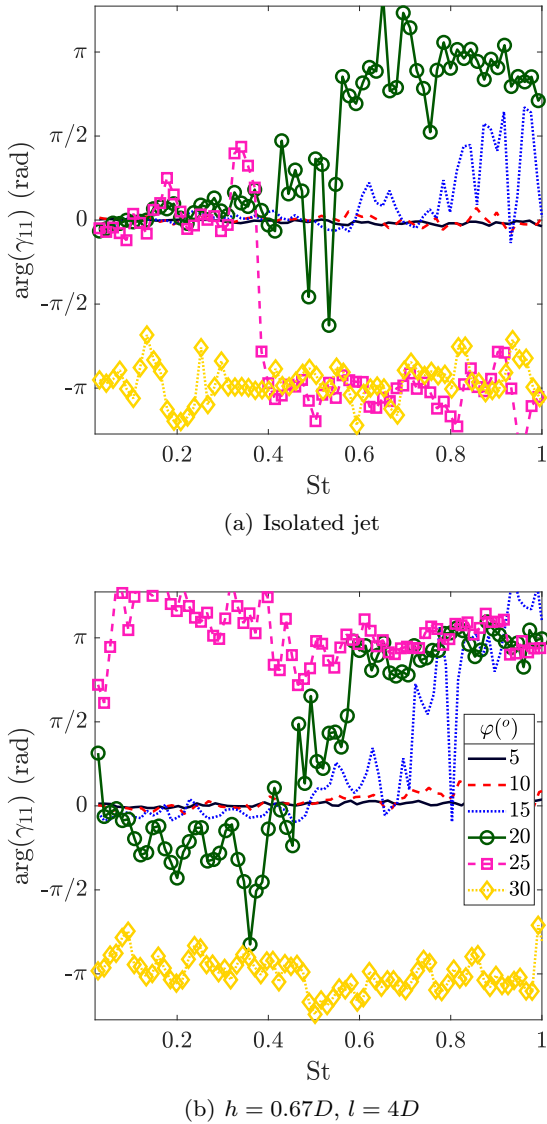 π
π/2
0
-π/2
-π
arg(γ11) (rad)
0.2 0.4 0.6 0.8 1
St
(a) Isolated jet
π
π/2
0
-π/2
-π
arg(γ11) (rad)
φ(o)
5
10
15
20
25
30
0.2 0.4 0.6 0.8 1
St
(b) h = 0.67D, l = 4D